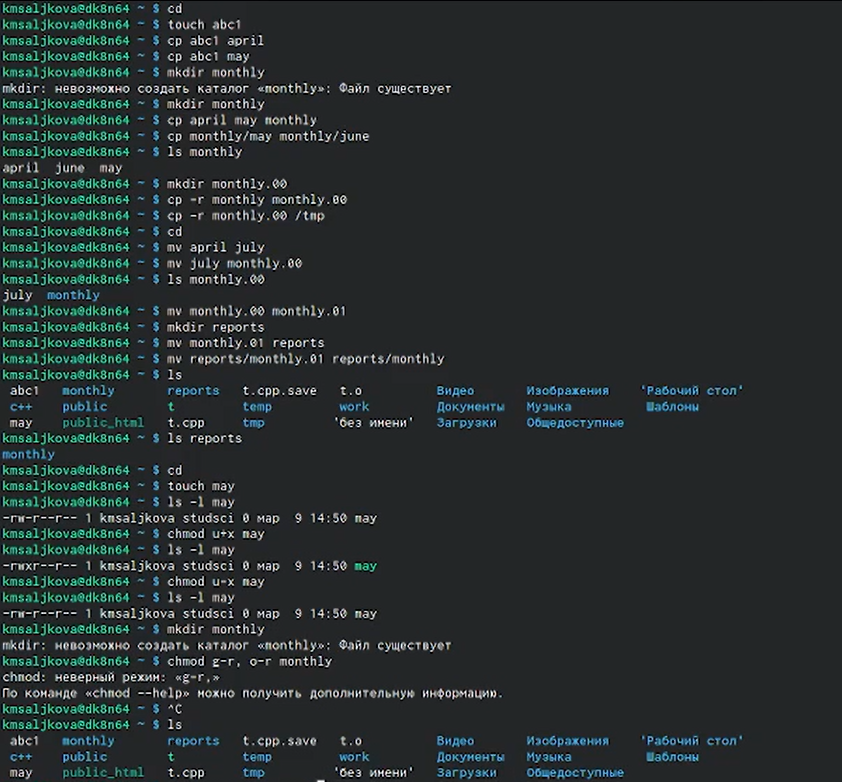 kmsaljkova@dk8n64 ~ $ cd
kmsaljkova@dk8n64 ~ $ touch abc1
kmsaljkova@dk8n64 ~ $ cp abc1 april
kmsaljkova@dk8n64 ~ $ cp abc1 may
kmsaljkova@dk8n64 ~ $ mkdir monthly
mkdir: невозможно создать каталог «monthly»: Файл существует
kmsaljkova@dk8n64 ~ $ mkdir monthly
kmsaljkova@dk8n64 ~ $ cp april may monthly
kmsaljkova@dk8n64 ~ $ cp monthly/may monthly/june
kmsaljkova@dk8n64 ~ $ ls monthly
april  june  may
kmsaljkova@dk8n64 ~ $ mkdir monthly.00
kmsaljkova@dk8n64 ~ $ cp -r monthly monthly.00
kmsaljkova@dk8n64 ~ $ cp -r monthly.00 /tmp
kmsaljkova@dk8n64 ~ $ cd
kmsaljkova@dk8n64 ~ $ mv april july
kmsaljkova@dk8n64 ~ $ mv july monthly.00
kmsaljkova@dk8n64 ~ $ ls monthly.00
july  monthly
kmsaljkova@dk8n64 ~ $ mv monthly.00 monthly.01
kmsaljkova@dk8n64 ~ $ mkdir reports
kmsaljkova@dk8n64 ~ $ mv monthly.01 reports
kmsaljkova@dk8n64 ~ $ mv reports/monthly.01 reports/monthly
kmsaljkova@dk8n64 ~ $ ls
abc1  monthly  reports  t.cpp.save  t.o  Видео  Изображения  'Рабочий стол'
c++  public  t  temp  work  Документы  Музыка  Шаблоны
may  public_html  t.cpp  tmp  'без имени'  Загрузки  Общедоступные
kmsaljkova@dk8n64 ~ $ ls reports
monthly
kmsaljkova@dk8n64 ~ $ cd
kmsaljkova@dk8n64 ~ $ touch may
kmsaljkova@dk8n64 ~ $ ls -l may
-rw-r--r-- 1 kmsaljkova studsci 0 мар  9 14:50 may
kmsaljkova@dk8n64 ~ $ chmod u+x may
kmsaljkova@dk8n64 ~ $ ls -l may
-rwxr--r-- 1 kmsaljkova studsci 0 мар  9 14:50 may
kmsaljkova@dk8n64 ~ $ chmod u-x may
kmsaljkova@dk8n64 ~ $ ls -l may
-rw-r--r-- 1 kmsaljkova studsci 0 мар  9 14:50 may
kmsaljkova@dk8n64 ~ $ mkdir monthly
mkdir: невозможно создать каталог «monthly»: Файл существует
kmsaljkova@dk8n64 ~ $ chmod g-r, o-r monthly
chmod: неверный режим: «g-r,»
По команде «chmod --help» можно получить дополнительную информацию.
kmsaljkova@dk8n64 ~ $ ^C
kmsaljkova@dk8n64 ~ $ ls
abc1  monthly  reports  t.cpp.save  t.o  Видео  Изображения  'Рабочий стол'
c++  public  t  temp  work  Документы  Музыка  Шаблоны
may  public_html  t.cpp  tmp  'без имени'  Загрузки  Общедоступные